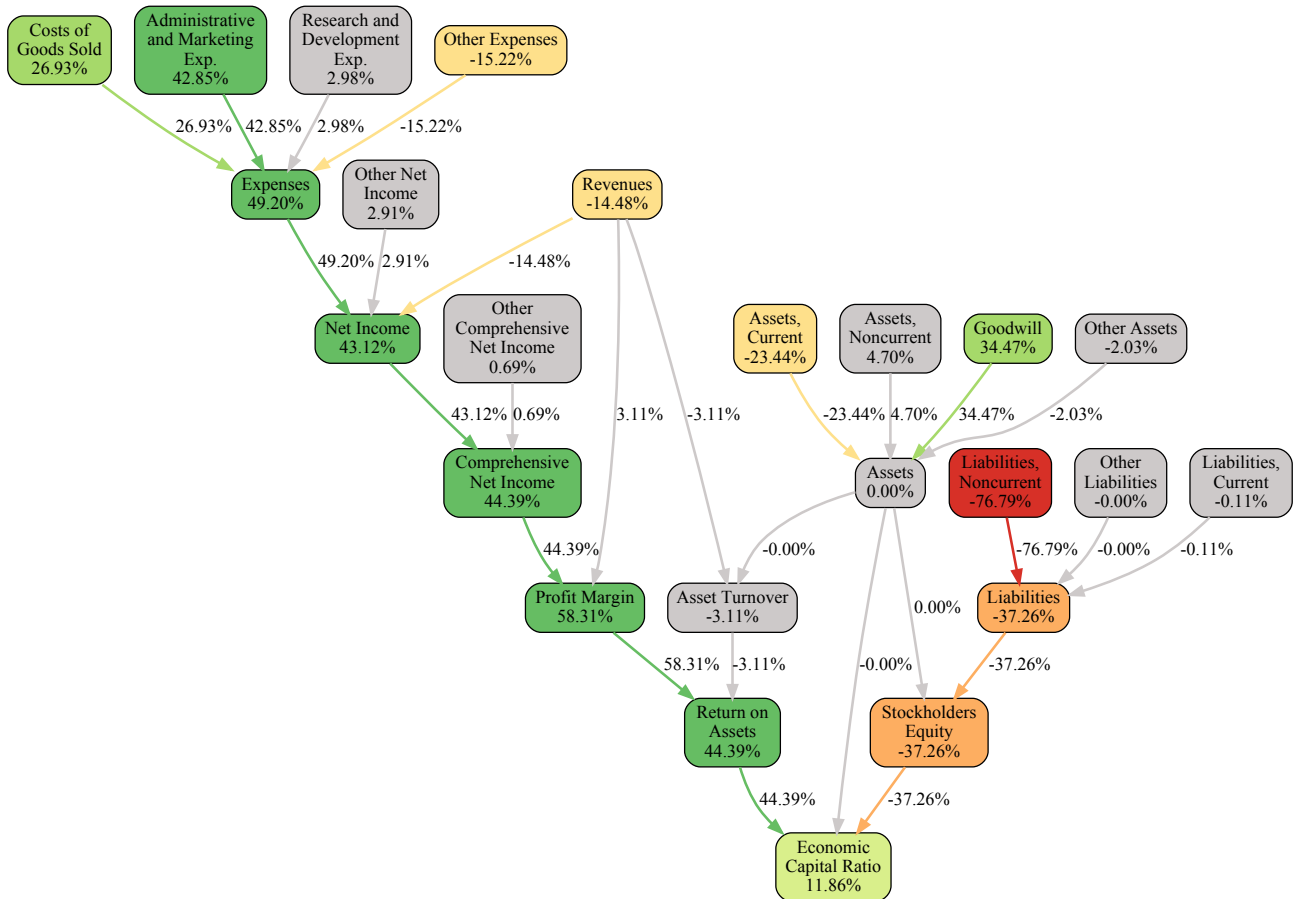 Costs of
Goods Sold
26.93%
Administrative
and Marketing
Exp.
42.85%
Research and
Development
Exp.
2.98%
Other Expenses
-15.22%
26.93%
42.85%
2.98%
-15.22%
Expenses
49.20%
Other Net
Income
2.91%
Revenues
-14.48%
49.20%
2.91%
-14.48%
Net Income
43.12%
Other
Comprehensive
Net Income
0.69%
Assets,
Current
-23.44%
Assets,
Noncurrent
4.70%
Goodwill
34.47%
Other Assets
-2.03%
43.12%
0.69%
3.11%
-3.11%
-23.44%
4.70%
34.47%
-2.03%
Comprehensive
Net Income
44.39%
Assets
0.00%
Liabilities,
Noncurrent
-76.79%
Other
Liabilities
-0.00%
Liabilities,
Current
-0.11%
44.39%
-0.00%
-76.79%
-0.00%
-0.11%
Profit Margin
58.31%
Asset Turnover
-3.11%
0.00%
Liabilities
-37.26%
58.31%
-3.11%
-0.00%
-37.26%
Return on
Assets
44.39%
Stockholders
Equity
-37.26%
44.39%
-37.26%
Economic
Capital Ratio
11.86%